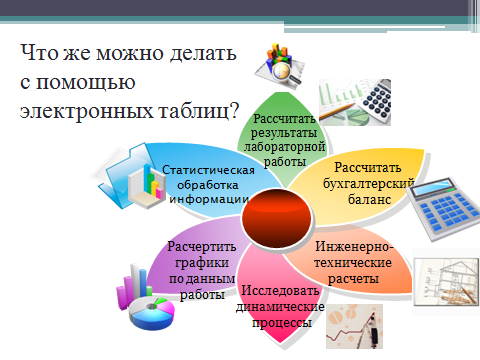 Что же можно делать
с помощью
электронных таблиц?
Рассчитать
результаты
лабораторной
работы
Рассчитать
бухгалтерский
баланс
Инженерно-
технические
расчеты
Исследовать
динамические
процессы
Расчертить
графики
по данным
работы
Статистическая
обработка
информации